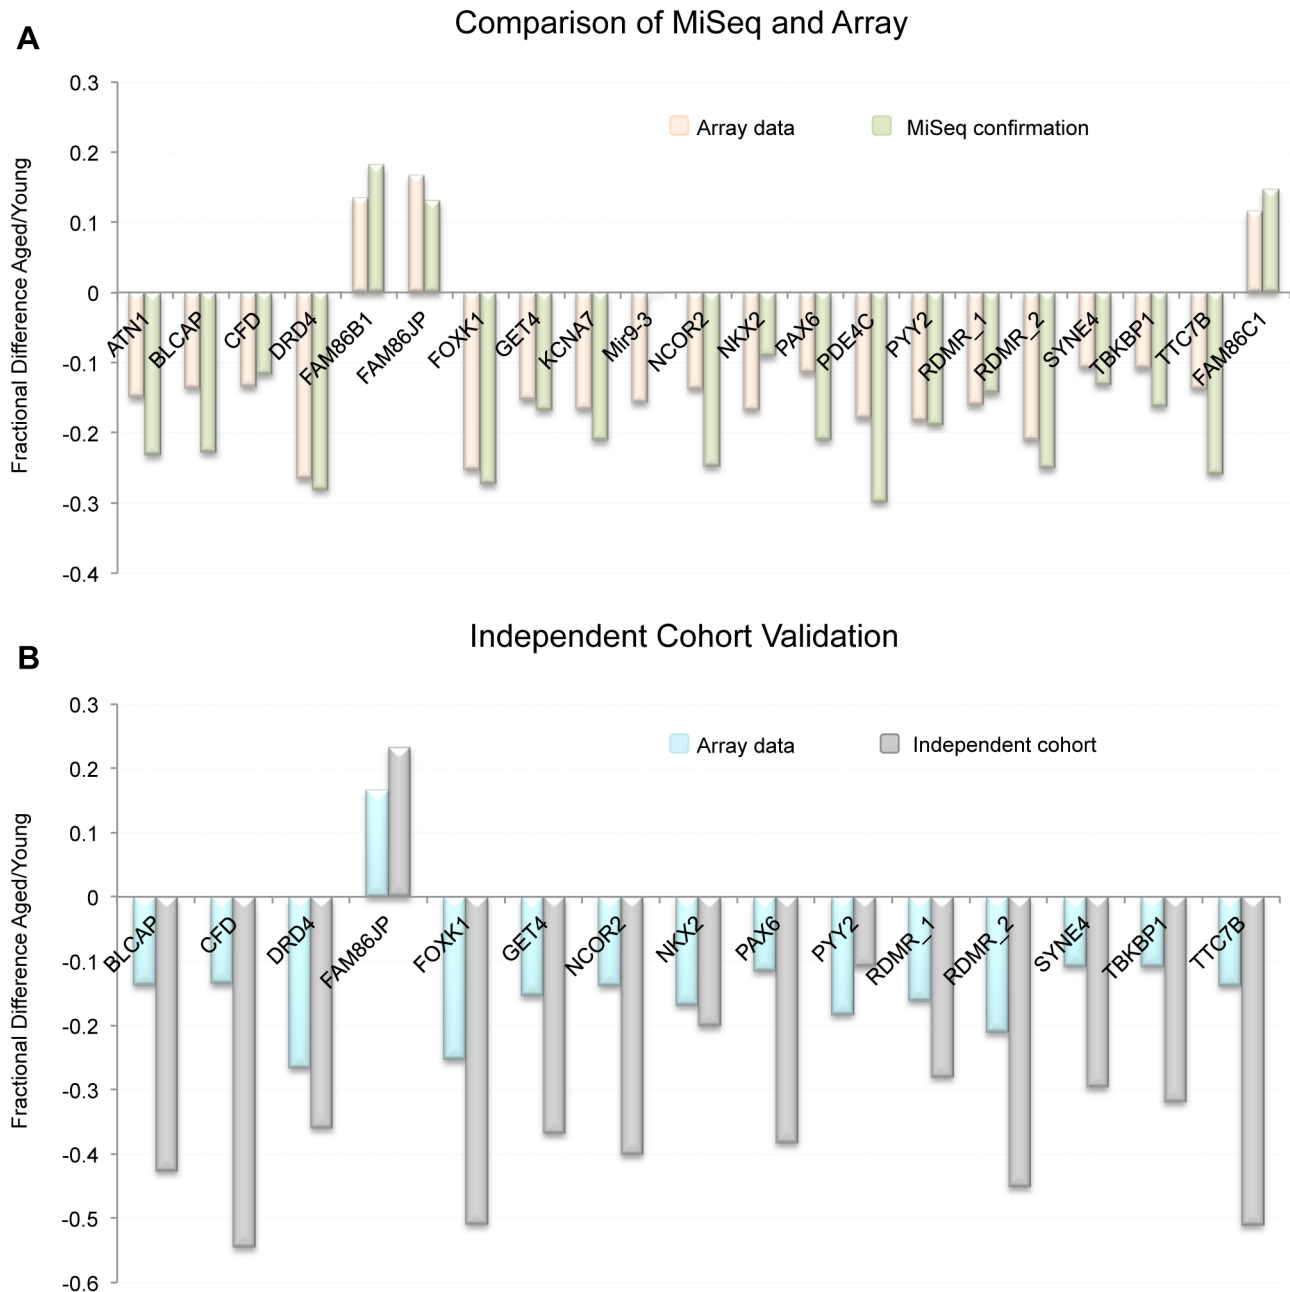 A
Comparison of MiSeq and Array
Fractional Difference Aged/Young
0.3
0.2
0.1
0
-0.1
-0.2
-0.3
-0.4
Array data
MiSeq confirmation
ATN1
BLCAP
CFD
DRD4
FAM86B1
FAM86JP
FOXK1
GET4
KCNA7
Mir9-3
NCOR2
NKX2
PAX6
PDE4C
PYY2
RDMR_1
RDMR_2
SYNE4
TBKBP1
TTC7B
FAM86C1
B
Independent Cohort Validation
Fractional Difference Aged/Young
0.3
0.2
0.1
0
-0.1
-0.2
-0.3
-0.4
-0.5
-0.6
Array data
Independent cohort
BLCAP
CFD
DRD4
FAM86JP
FOXK1
GET4
NCOR2
NKX2
PAX6
PYY2
RDMR_1
RDMR_2
SYNE4
TBKBP1
TTC7B